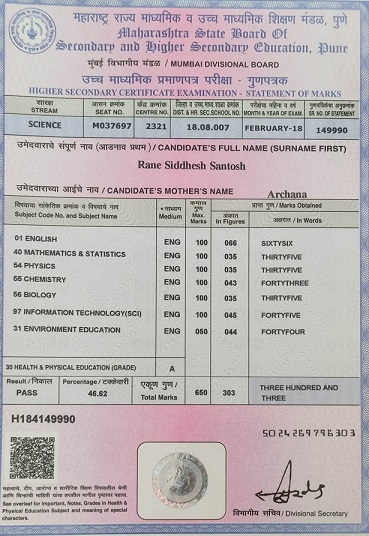 महाराष्ट्र राज्य माध्यमिक व उच्च माध्यमिक शिक्षण मंडळ, पुणे
Maharashtra State Board Of
Secondary and Higher Secondary Education, Pune
मुंबई विभागीय मंडळ / MUMBAI DIVISIONAL BOARD
उच्च माध्यमिक प्रमाणपत्र परीक्षा - गुणपत्रक
HIGHER SECONDARY CERTIFICATE EXAMINATION - STATEMENT OF MARKS
शाखा STREAM आसन क्रमांक SEAT NO. केंद्र क्रमांक CENTRE NO. DIST. & HR. SEC. SCHOOL NO. परीक्षेचा महिना व वर्ष MONTH & YEAR OF EXAM. SR. NO. OF STATEMENT
SCIENCE M037697 2321 18.08.007 FEBRUARY-18 149990
उमेदवाराचे संपूर्ण नाव (आडनाव प्रथम) / CANDIDATE'S FULL NAME (SURNAME FIRST)
Rane Siddhesh Santosh
उमेदवाराच्या आईचे नाव / CANDIDATE'S MOTHER'S NAME
Archana
विषयाचा सांकेतिक क्रमांक व विषयाचे नाव Subject Code No. and Subject Name माध्यम Medium कमाल गुण Max. Marks प्राप्त गुण / Marks Obtained
अंकात In Figures अक्षरात / In Words
01 ENGLISH ENG 100 066 SIXTYSIX
40 MATHEMATICS & STATISTICS ENG 100 035 THIRTYFIVE
54 PHYSICS ENG 100 035 THIRTYFIVE
55 CHEMISTRY ENG 100 043 FORTYTHREE
56 BIOLOGY ENG 100 035 THIRTYFIVE
97 INFORMATION TECHNOLOGY(SCI) ENG 100 045 FORTYFIVE
31 ENVIRONMENT EDUCATION ENG 050 044 FORTYFOUR
30 HEALTH & PHYSICAL EDUCATION (GRADE) A
Result / निकाल Percentage / टक्केवारी एकूण गुण / Total Marks 650 303 THREE HUNDRED AND THREE
PASS 46.62
H184149990
5024269796303
See overleaf for Important, Notes, Grades in Health & Physical Education Subject and meaning of special characters.
विभागीय सचिव / Divisional Secretary